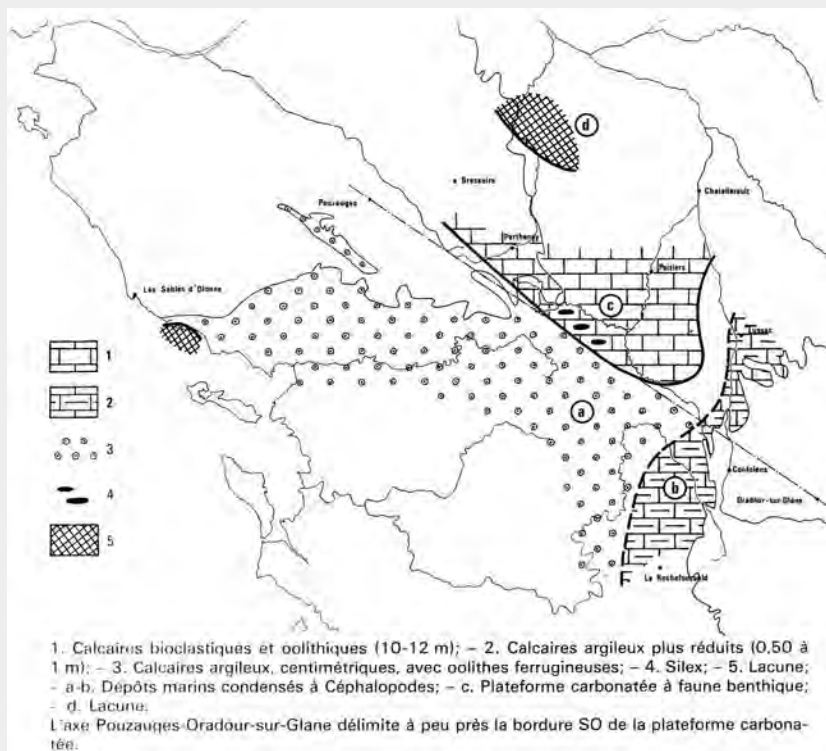 d
Bressuire
Chatellerault
Pouzauges
Parthenay
Poitiers
Les Sables d'Olonne
c
1
2
a
3
Confolens
4
b
Oradour-sur-Glane
5
La Rochefoucauld
1. Calcaires bioclastiques et oolithiques (10-12 m); – 2. Calcaires argileux plus réduits (0,50 à
1 m); – 3. Calcaires argileux, centimétriques, avec oolithes ferrugineuses; – 4. Silex; – 5. Lacune;
- a-b. Dépôts marins condensés à Céphalopodes; – c. Plateforme carbonatée à faune benthique;
- d. Lacune.
L'axe Pouzauges-Oradour-sur-Glane délimite à peu près la bordure SO de la plateforme carbona-
tée.